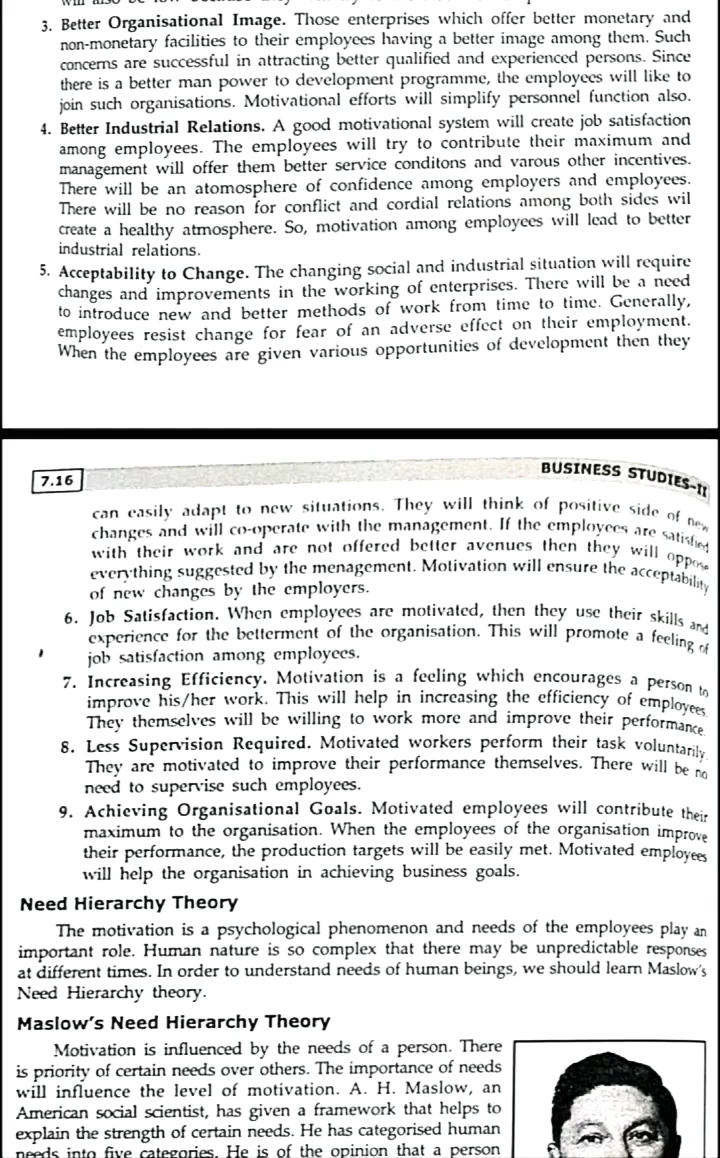 3. Better Organisational Image. Those enterprises which offer better monetary and
non-monetary facilities to their employees having a better image among them. Such
concerns are successful in attracting better qualified and experienced persons. Since
there is a better man power to development programme, the employees will like to
join such organisations. Motivational efforts will simplify personnel function also.
4. Better Industrial Relations. A good motivational system will create job satisfaction
among employees. The employees will try to contribute their maximum and
management will offer them better service conditons and varous other incentives.
There will be an atomosphere of confidence among employers and employees.
There will be no reason for conflict and cordial relations among both sides wil
create a healthy atmosphere. So, motivation among employees will lead to better
industrial relations.
5. Acceptability to Change. The changing social and industrial situation will require
changes and improvements in the working of enterprises. There will be a need
to introduce new and better methods of work from time to time. Generally,
employees resist change for fear of an adverse effect on their employment.
When the employees are given various opportunities of development then they
7.16 BUSINESS STUDIES-II
can easily adapt to new situations. They will think of positive side of new
changes and will co-operate with the management. If the employees are satisfied
with their work and are not offered better avenues then they will oppose
everything suggested by the menagement. Motivation will ensure the acceptability
of new changes by the employers.
6. Job Satisfaction. When employees are motivated, then they use their skills and
experience for the betterment of the organisation. This will promote a feeling of
job satisfaction among employees.
7. Increasing Efficiency. Motivation is a feeling which encourages a person to
improve his/her work. This will help in increasing the efficiency of employees.
They themselves will be willing to work more and improve their performance.
8. Less Supervision Required. Motivated workers perform their task voluntarily.
They are motivated to improve their performance themselves. There will be no
need to supervise such employees.
9. Achieving Organisational Goals. Motivated employees will contribute their
maximum to the organisation. When the employees of the organisation improve
their performance, the production targets will be easily met. Motivated employees
will help the organisation in achieving business goals.
Need Hierarchy Theory
The motivation is a psychological phenomenon and needs of the employees play an
important role. Human nature is so complex that there may be unpredictable responses
at different times. In order to understand needs of human beings, we should learn Maslow's
Need Hierarchy theory.
Maslow's Need Hierarchy Theory
Motivation is influenced by the needs of a person. There
is priority of certain needs over others. The importance of needs
will influence the level of motivation. A. H. Maslow, an
American social scientist, has given a framework that helps to
explain the strength of certain needs. He has categorised human
needs into five categories. He is of the opinion that a person